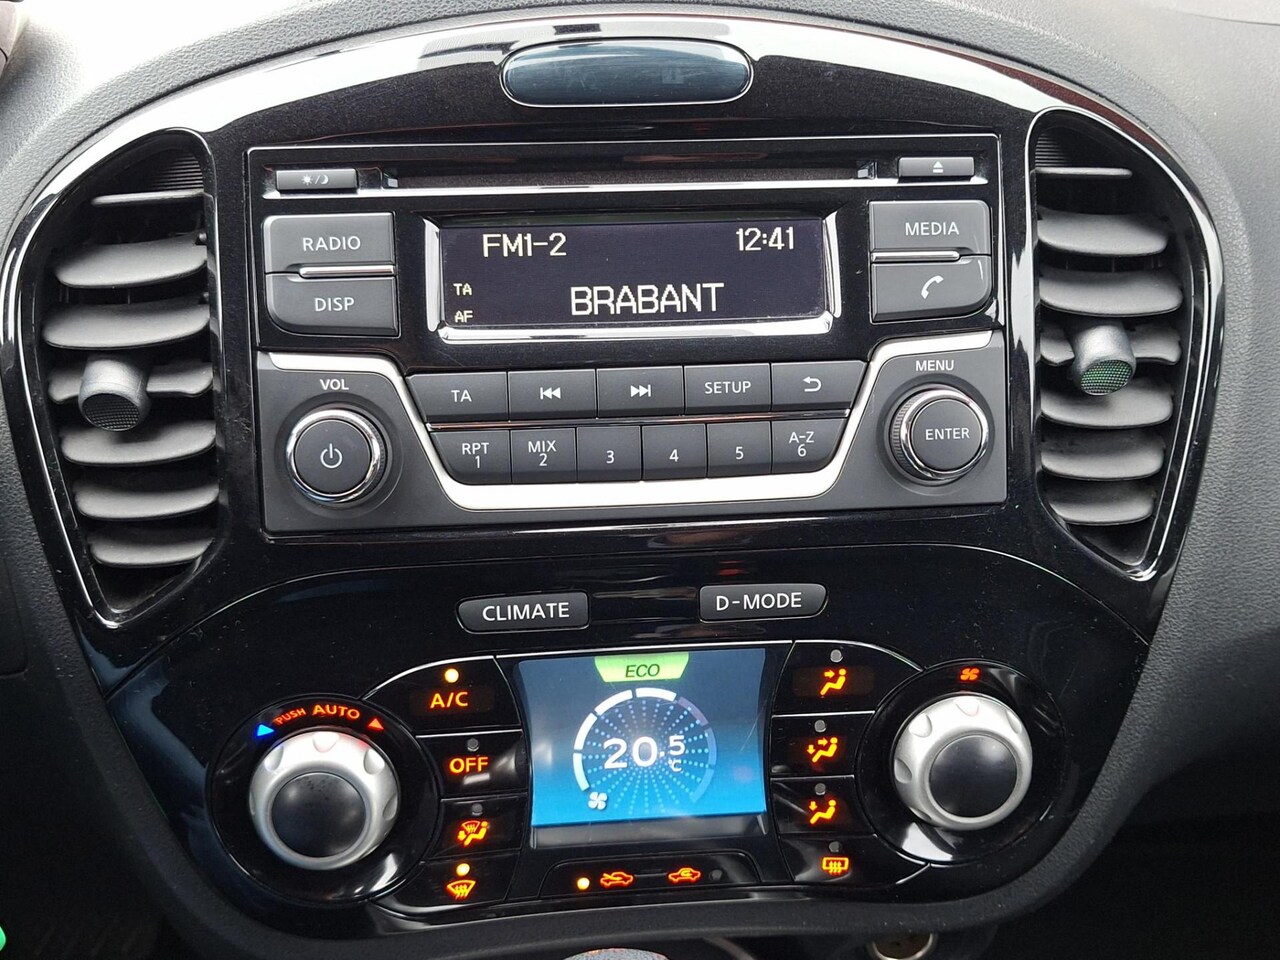 RADIO
DISP
FM1-2 12:41
TA
AF
BRABANT
MEDIA
VOL
MENU
TA
SETUP
RPT
1
MIX
2
3
4
5
A-Z
6
ENTER
CLIMATE
D-MODE
PUSH AUTO
A/C
OFF
ECO
20.5
°C